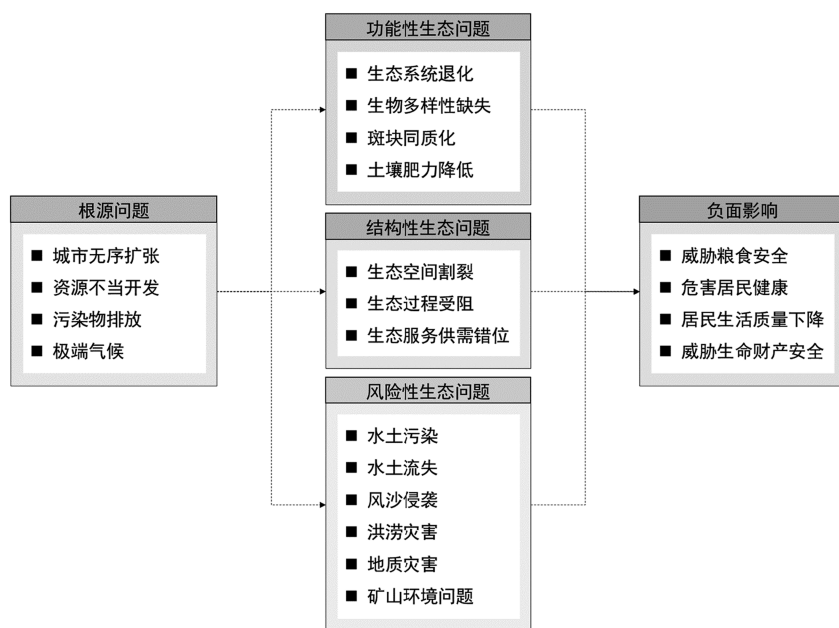 根源问题
■ 城市无序扩张
■ 资源不当开发
■ 污染物排放
■ 极端气候
功能性生态问题
■ 生态系统退化
■ 生物多样性缺失
■ 斑块同质化
■ 土壤肥力降低
结构性生态问题
■ 生态空间割裂
■ 生态过程受阻
■ 生态服务供需错位
风险性生态问题
■ 水土污染
■ 水土流失
■ 风沙侵袭
■ 洪涝灾害
■ 地质灾害
■ 矿山环境问题
负面影响
■ 威胁粮食安全
■ 危害居民健康
■ 居民生活质量下降
■ 威胁生命财产安全